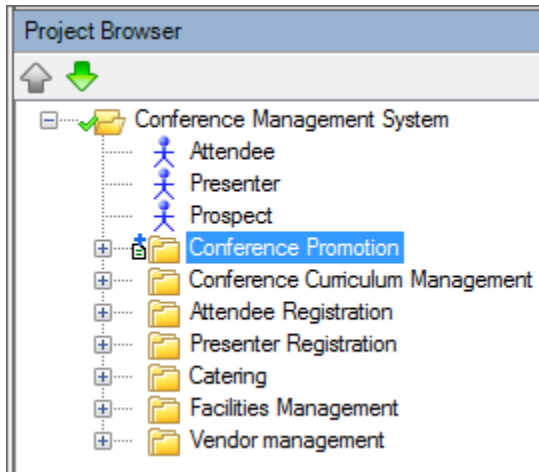 Project Browser
Conference Management System
Attendee
Presenter
Prospect
Conference Promotion
Conference Curriculum Management
Attendee Registration
Presenter Registration
Catering
Facilities Management
Vendor management